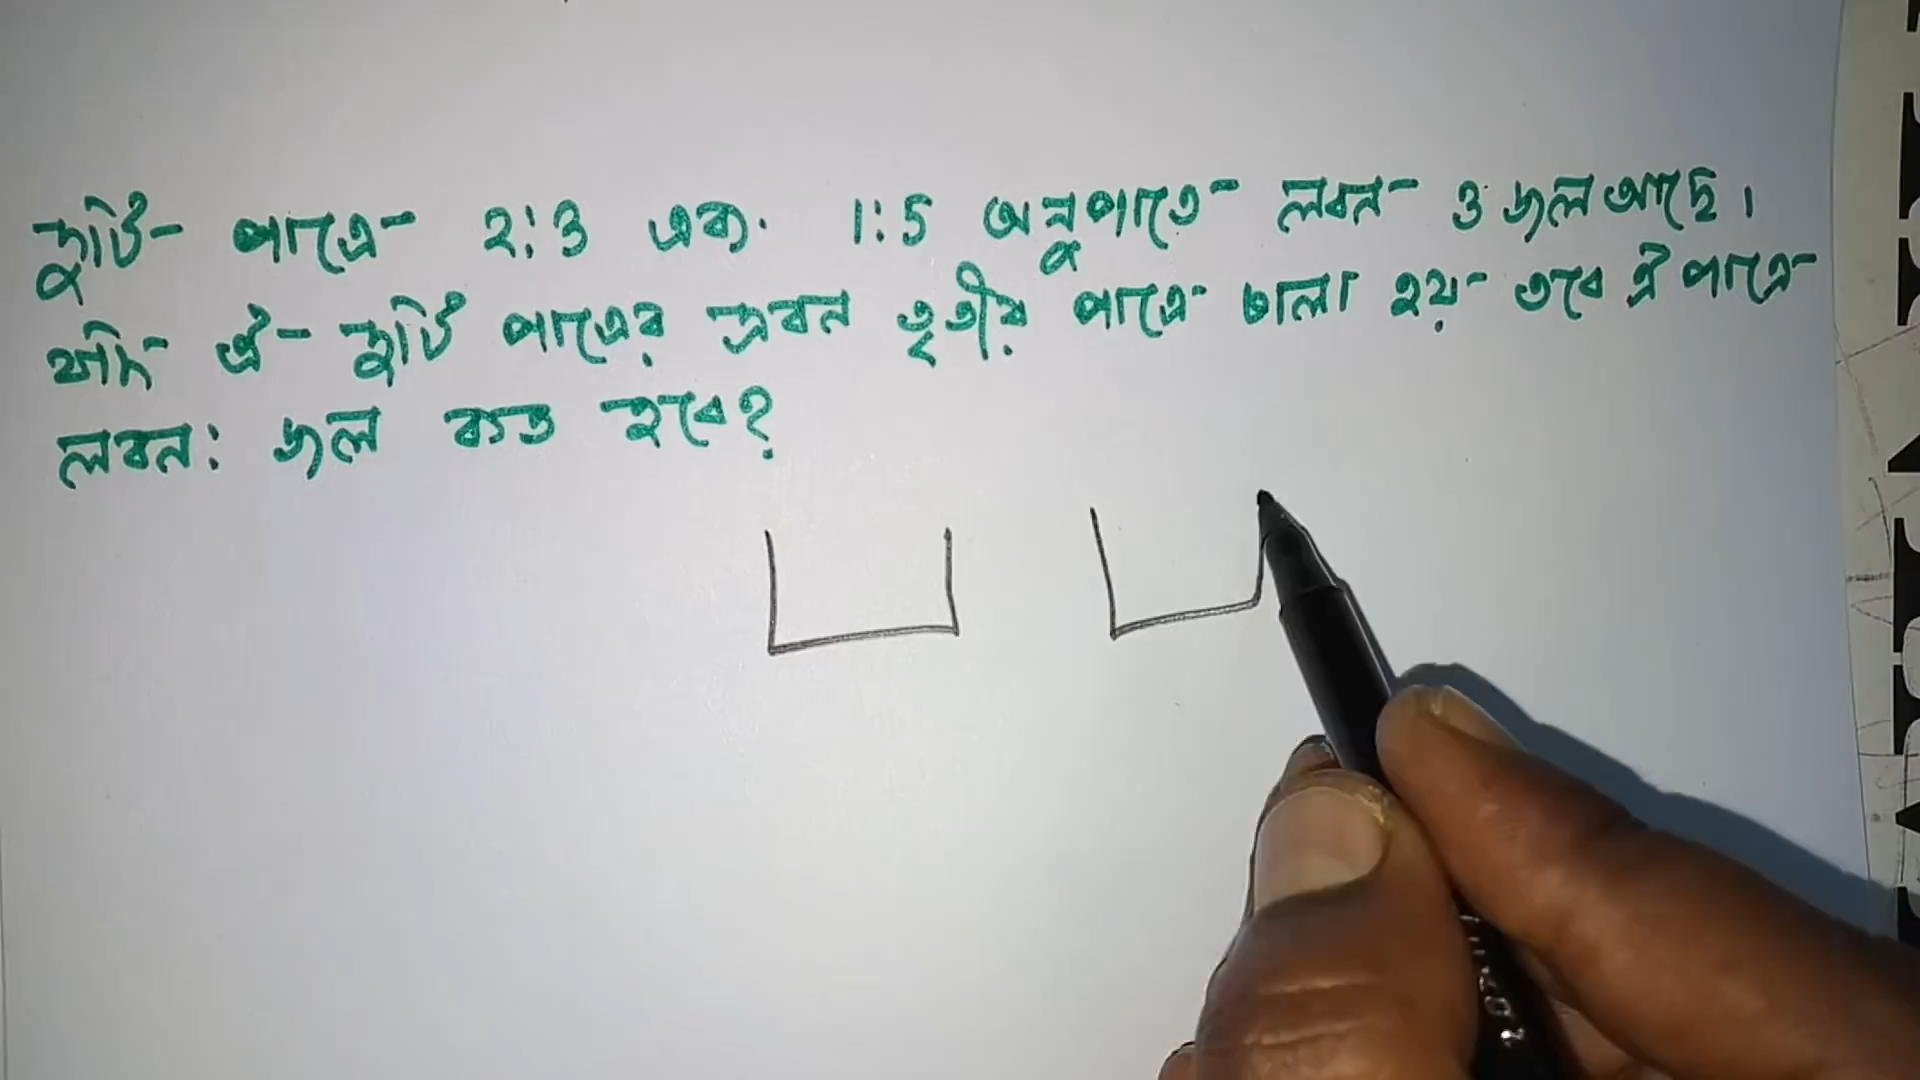 দুটি পাত্রে 2:3 এবং 1:5 অনুপাতে লবন ও জল আছে।
যদি ঐ দুটি পাত্রের দ্রবন তৃতীয় পাত্রে ঢালা হয় তবে ঐ পাত্রে
লবন: জল কত হবে?